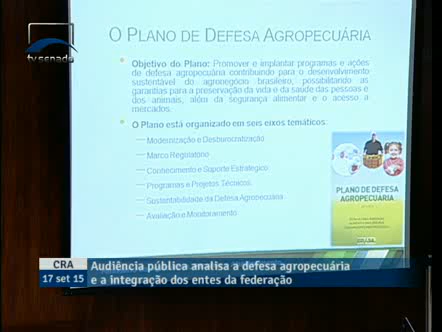 tv senado
O PLANO DE DEFESA AGROPECUÁRIA
• Objetivo do Plano: Promover e implantar programas e ações
de defesa agropecuária contribuindo para o desenvolvimento
sustentável do agronegócio brasileiro, possibilitando as
garantias para a preservação da vida e da saúde das pessoas e
dos animais, além da segurança alimentar e o acesso a
mercados.
• O Plano está organizado em seis eixos temáticos:
— Modernização e Desburocratização
— Marco Regulatório
— Conhecimento e Suporte Estratégico
— Programas e Projetos Técnicos
— Sustentabilidade da Defesa Agropecuária
— Avaliação e Monitoramento
PLANO DE DEFESA
AGROPECUÁRIA
BRASIL
CRA
Audiência pública analisa a defesa agropecuária
17 set 15
e a integração dos entes da federação